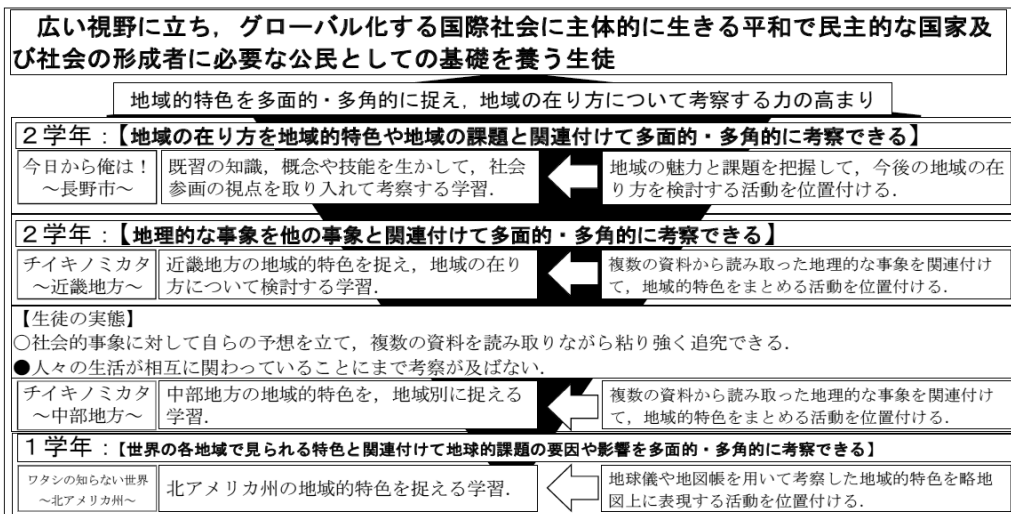 広い視野に立ち，グローバル化する国際社会に主体的に生きる平和で民主的な国家及
び社会の形成者に必要な公民としての基礎を養う生徒
地域的特色を多面的・多角的に捉え，地域の在り方について考察する力の高まり
２学年：【地域の在り方を地域的特色や地域の課題と関連付けて多面的・多角的に考察できる】
今日から俺は！
～長野市～
既習の知識，概念や技能を生かして，社会
参画の視点を取り入れて考察する学習．
地域の魅力と課題を把握して，今後の地域の在
り方を検討する活動を位置付ける．
２学年：【地理的な事象を他の事象と関連付けて多面的・多角的に考察できる】
チイキノミカタ
～近畿地方～
近畿地方の地域的特色を捉え，地域の在り
方について検討する学習．
複数の資料から読み取った地理的な事象を関連付け
て，地域的特色をまとめる活動を位置付ける．
【生徒の実態】
○社会的事象に対して自らの予想を立て，複数の資料を読み取りながら粘り強く追究できる．
●人々の生活が相互に関わっていることにまで考察が及ばない．
チイキノミカタ
～中部地方～
中部地方の地域的特色を，地域別に捉える
学習．
複数の資料から読み取った地理的な事象を関連付け
て，地域的特色をまとめる活動を位置付ける．
１学年：【世界の各地域で見られる特色と関連付けて地球的課題の要因や影響を多面的・多角的に考察できる】
ワタシの知らない世界
～北アメリカ州～
北アメリカ州の地域的特色を捉える学習．
地球儀や地図帳を用いて考察した地域的特色を略地
図上に表現する活動を位置付ける．